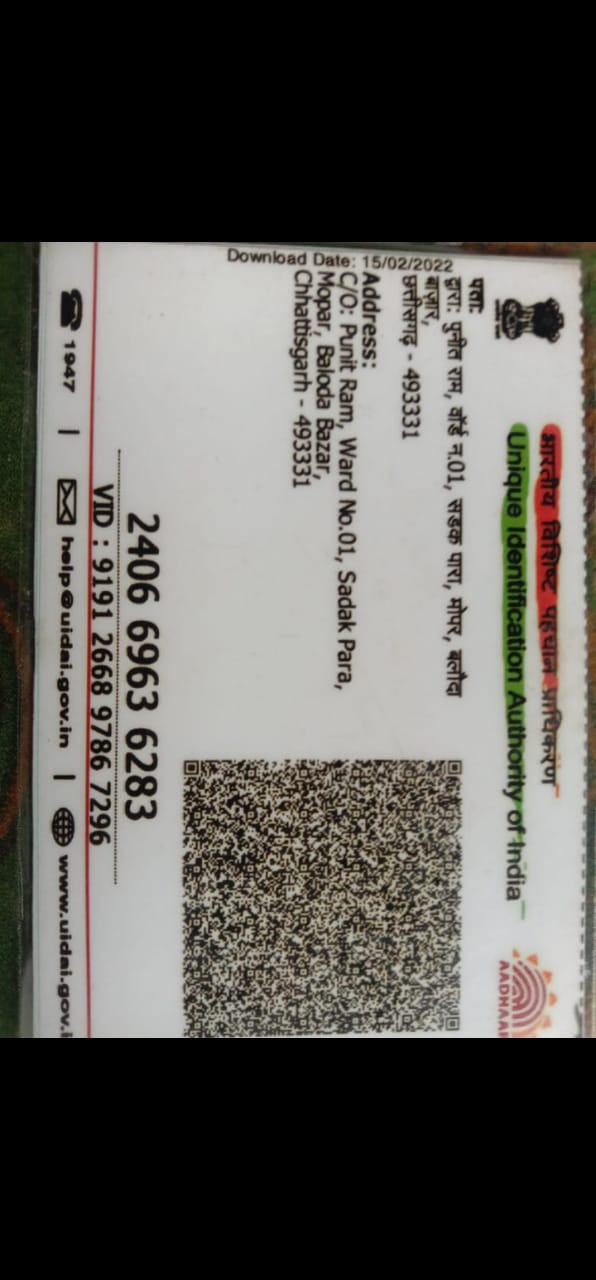 भारतीय विशिष्ट पहचान प्राधिकरण
Unique Identification Authority of India
AADHAAR
Download Date: 15/02/2022
पता:
द्वारा: पुनीत राम, वॉर्ड न.01, सडक पारा, मोपर, बलौदा
बाज़ार,
छत्तीसगढ़ - 493331
Address:
C/O: Punit Ram, Ward No.01, Sadak Para,
Mopar, Baloda Bazar,
Chhattisgarh - 493331
2406 6963 6283
VID : 9191 2668 9786 7296
1947 | help@uidai.gov.in | www.uidai.gov.i